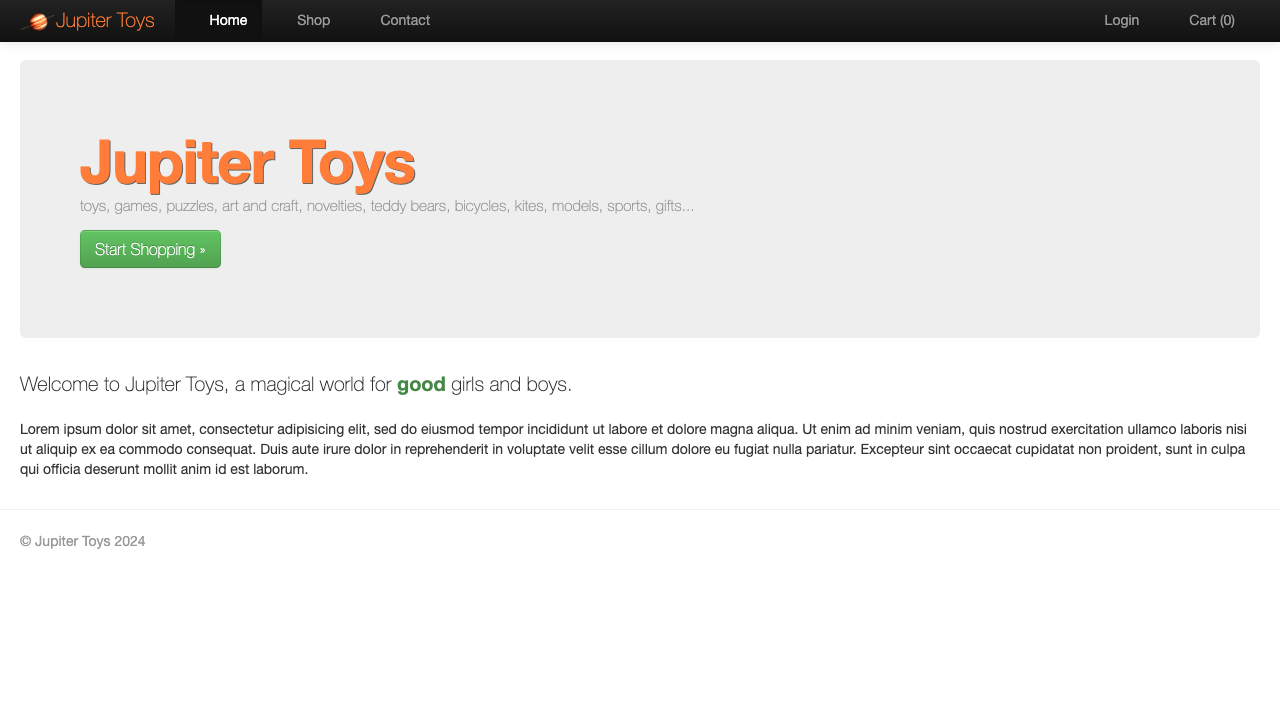 Jupiter Toys Home Shop Contact Login Cart (0)
Jupiter Toys
toys, games, puzzles, art and craft, novelties, teddy bears, bicycles, kites, models, sports, gifts...
Start Shopping »
Welcome to Jupiter Toys, a magical world for good girls and boys.
Lorem ipsum dolor sit amet, consectetur adipisicing elit, sed do eiusmod tempor incididunt ut labore et dolore magna aliqua. Ut enim ad minim veniam, quis nostrud exercitation ullamco laboris nisi
ut aliquip ex ea commodo consequat. Duis aute irure dolor in reprehenderit in voluptate velit esse cillum dolore eu fugiat nulla pariatur. Excepteur sint occaecat cupidatat non proident, sunt in culpa
qui officia deserunt mollit anim id est laborum.
© Jupiter Toys 2024